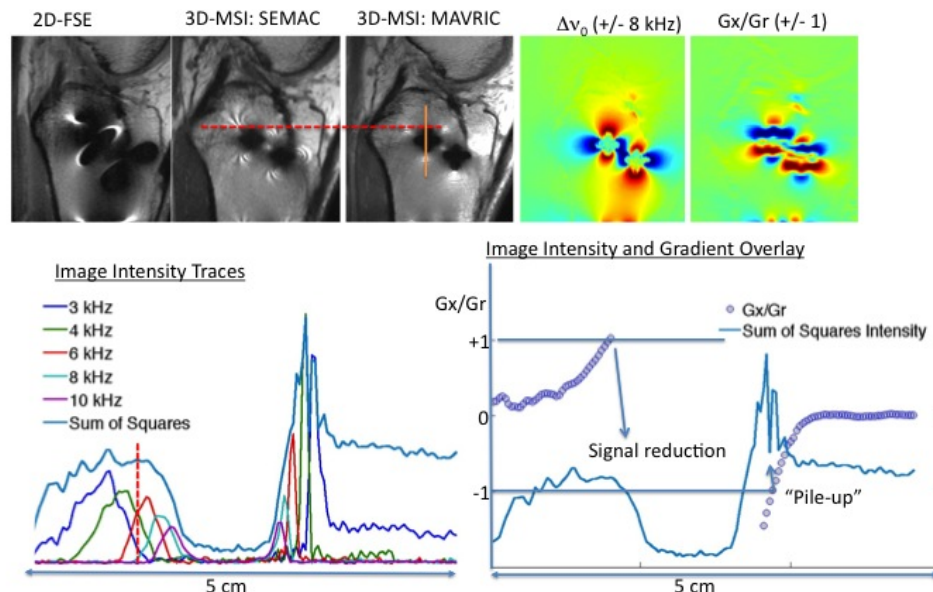 2D-FSE
3D-MSI: SEMAC
3D-MSI: MAVRIC
Δν₀ (+/- 8 kHz)
Gx/Gr (+/- 1)
Image Intensity Traces
3 kHz
4 kHz
6 kHz
8 kHz
10 kHz
Sum of Squares
5 cm
Image Intensity and Gradient Overlay
Gx/Gr
Gx/Gr
Sum of Squares Intensity
+1
0
-1
Signal reduction
“Pile-up”
5 cm